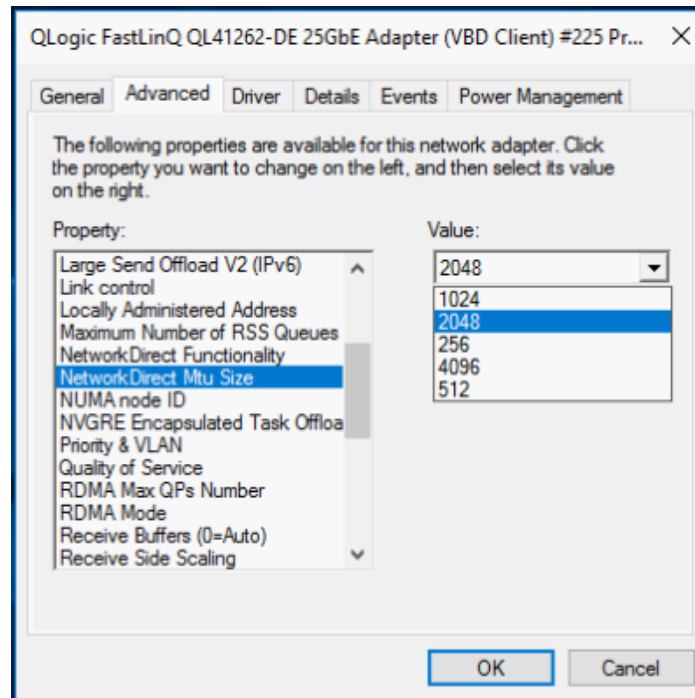 QLogic FastLinQ QL41262-DE 25GbE Adapter (VBD Client) #225 Pr...
General Advanced Driver Details Events Power Management
The following properties are available for this network adapter. Click
the property you want to change on the left, and then select its value
on the right.
Property:
Large Send Offload V2 (IPv6)
Link control
Locally Administered Address
Maximum Number of RSS Queues
NetworkDirect Functionality
NetworkDirect Mtu Size
NUMA node ID
NVGRE Encapsulated Task Offloa
Priority & VLAN
Quality of Service
RDMA Max QPs Number
RDMA Mode
Receive Buffers (0=Auto)
Receive Side Scaling
Value:
2048
1024
2048
256
4096
512
OK Cancel